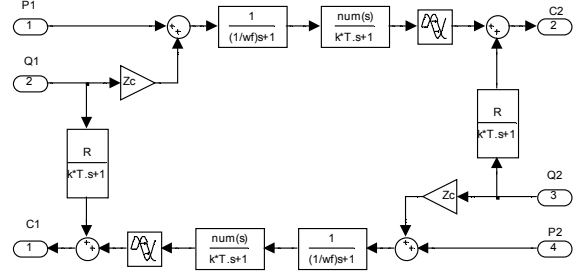 P1
1
1
(1/wf)s+1
num(s)
k*T.s+1
C2
2
Q1
2
Zc
R
k*T.s+1
R
k*T.s+1
Q2
3
Zc
C1
1
num(s)
k*T.s+1
1
(1/wf)s+1
P2
4